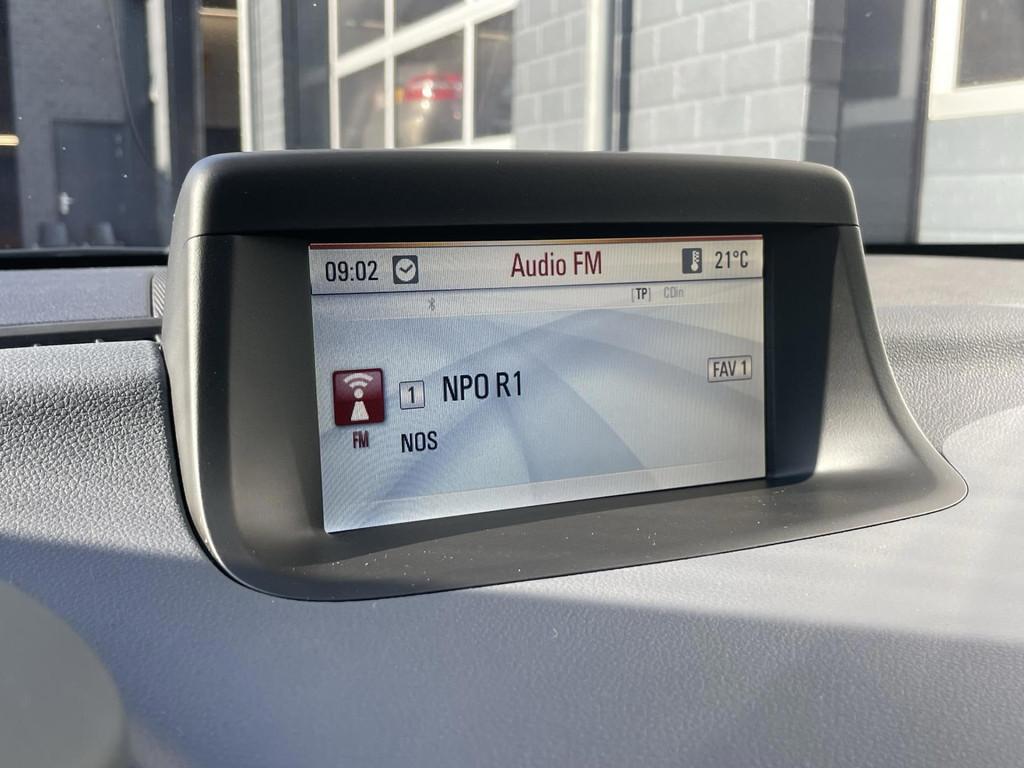 09:02 Audio FM 21°C
[TP] CDin
FAV 1
1 NPO R1
FM NOS